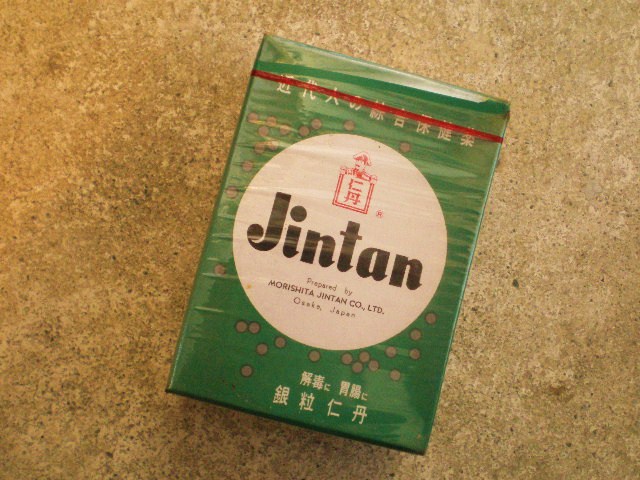 近代人の綜合保健薬
仁丹
®
Jintan
Prepared by
MORISHITA JINTAN CO., LTD.
Osaka, Japan
解毒に 胃腸に
銀粒仁丹